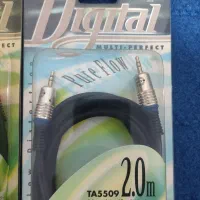 Digital
MULTI-PERFECT
Pure Flow
TA5509 2.0m